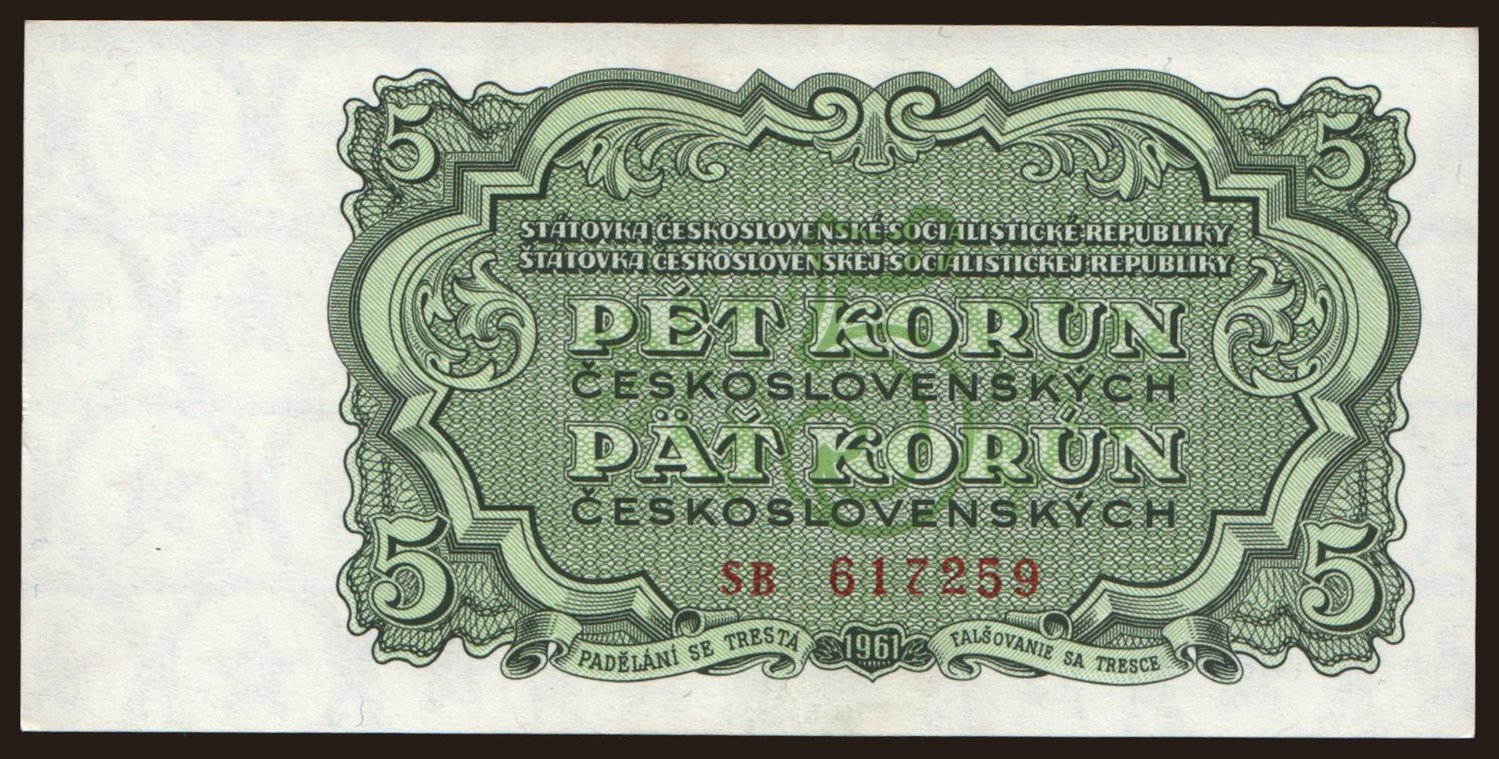 5 5
STÁTOVKA ČESKOSLOVENSKÉ SOCIALISTICKÉ REPUBLIKY
ŠTÁTOVKA ČESKOSLOVENSKEJ SOCIALISTICKEJ REPUBLIKY
PĚT KORUN
ČESKOSLOVENSKÝCH
PÄŤ KORÚN
ČESKOSLOVENSKÝCH
5 5
SB 617259
PADĚLÁNÍ SE TRESTÁ 1961 FALŠOVANIE SA TRESCE